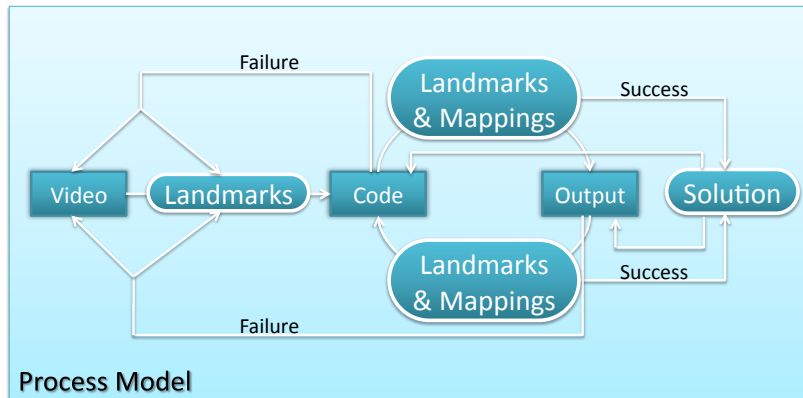 Failure
Landmarks
& Mappings
Success
Video
Landmarks
Code
Output
Solution
Landmarks
& Mappings
Success
Failure
Process Model